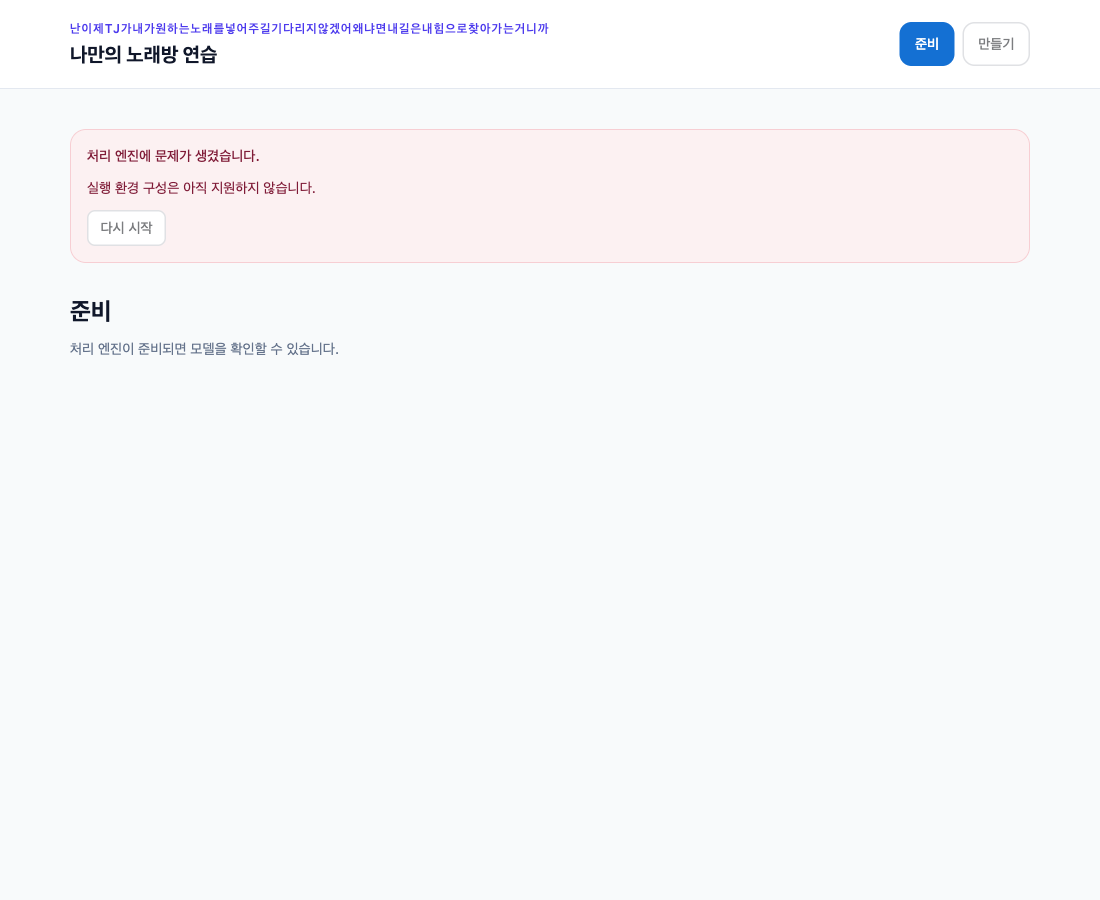 난이제TJ가내가원하는노래를넣어주길기다리지않겠어왜냐면내길은내힘으로찾아가는거니까
나만의 노래방 연습
준비
만들기
처리 엔진에 문제가 생겼습니다.
실행 환경 구성은 아직 지원하지 않습니다.
다시 시작
준비
처리 엔진이 준비되면 모델을 확인할 수 있습니다.